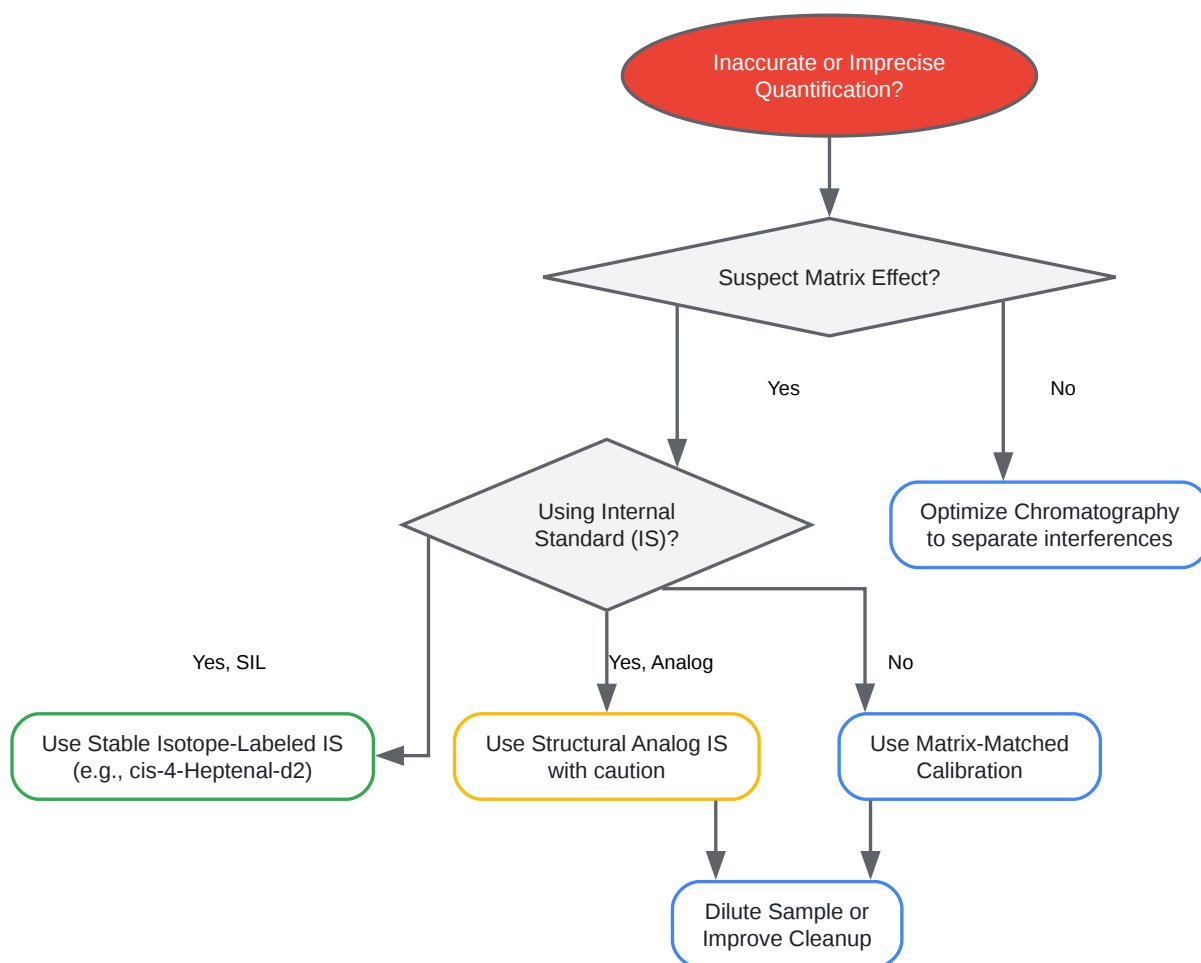 Inaccurate or Imprecise
Quantification?
Suspect Matrix Effect?
Yes
No
Using Internal
Standard (IS)?
Optimize Chromatography
to separate interferences
Yes, SIL
Yes, Analog
No
Use Stable Isotope-Labeled IS
(e.g., cis-4-Heptenal-d2)
Use Structural Analog IS
with caution
Use Matrix-Matched
Calibration
Dilute Sample or
Improve Cleanup